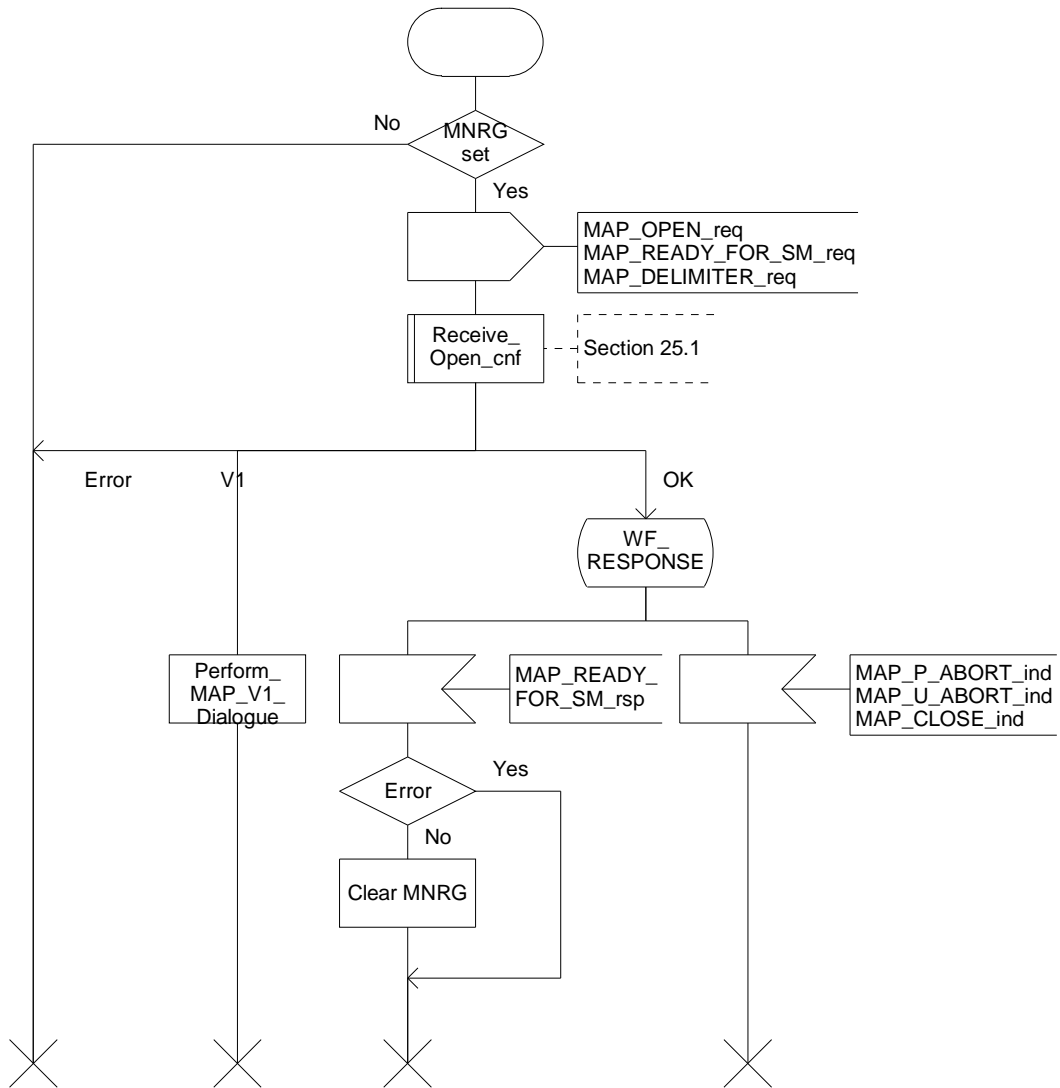 No
MNRG
set
Yes
MAP_OPEN_req
MAP_READY_FOR_SM_req
MAP_DELIMITER_req
Receive_
Open_cnf
Section 25.1
Error
V1
OK
WF_
RESPONSE
Perform_
MAP_V1_
Dialogue
MAP_READY_
FOR_SM_rsp
MAP_P_ABORT_ind
MAP_U_ABORT_ind
MAP_CLOSE_ind
Error
Yes
No
Clear MNRG